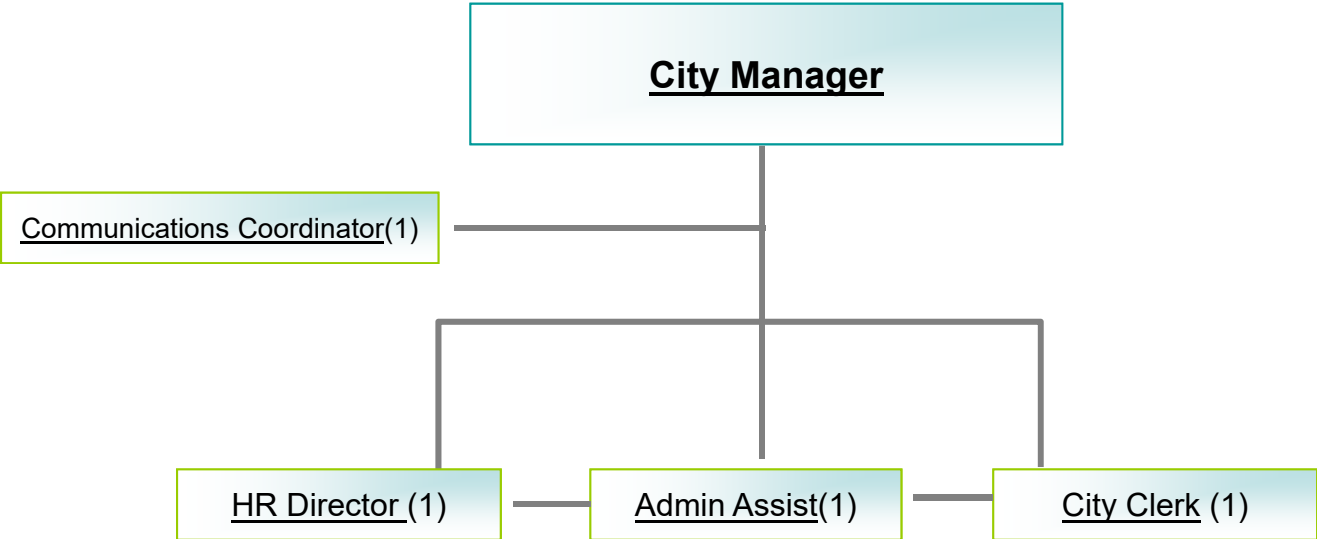 City Manager
Communications Coordinator(1)
HR Director (1)
Admin Assist(1)
City Clerk (1)